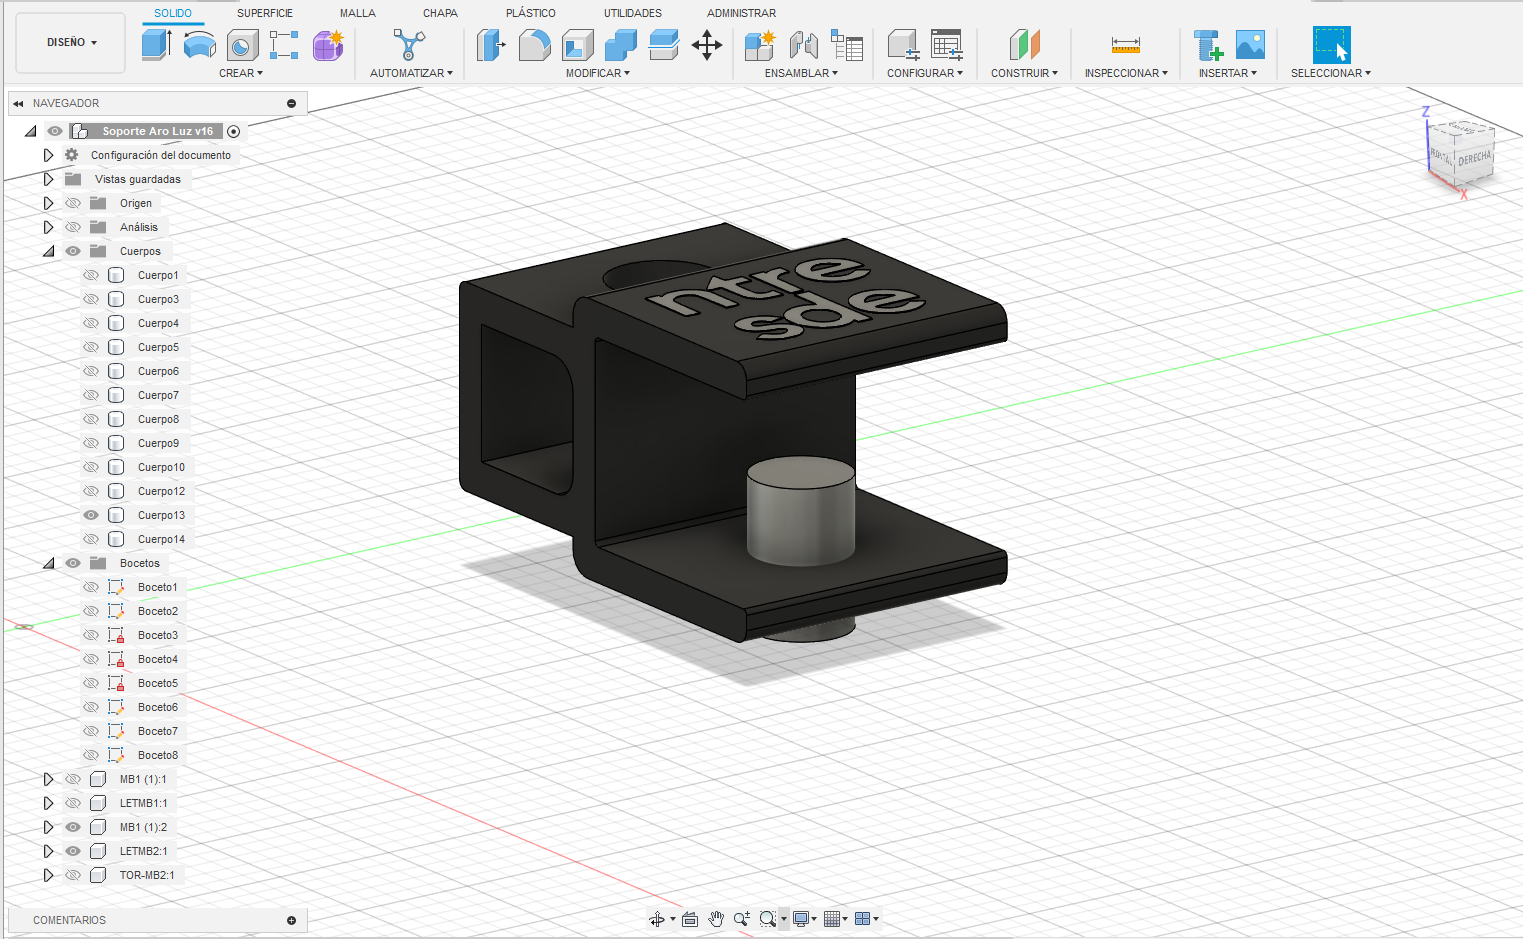 SOLIDO SUPERFICIE MALLA CHAPA PLÁSTICO UTILIDADES ADMINISTRAR
DISEÑO
CREAR AUTOMATIZAR MODIFICAR ENSAMBLAR CONFIGURAR CONSTRUIR INSPECCIONAR INSERTAR SELECCIONAR
NAVEGADOR
Soporte Aro Luz v16
Configuración del documento
Vistas guardadas
Origen
Análisis
Cuerpos
Cuerpo1
Cuerpo3
Cuerpo4
Cuerpo5
Cuerpo6
Cuerpo7
Cuerpo8
Cuerpo9
Cuerpo10
Cuerpo12
Cuerpo13
Cuerpo14
Bocetos
Boceto1
Boceto2
Boceto3
Boceto4
Boceto5
Boceto6
Boceto7
Boceto8
MB1 (1):1
LETMB1:1
MB1 (1):2
LETMB2:1
TOR-MB2:1
COMENTARIOS
ntre
sde
Z
FRONTAL DERECHA
X